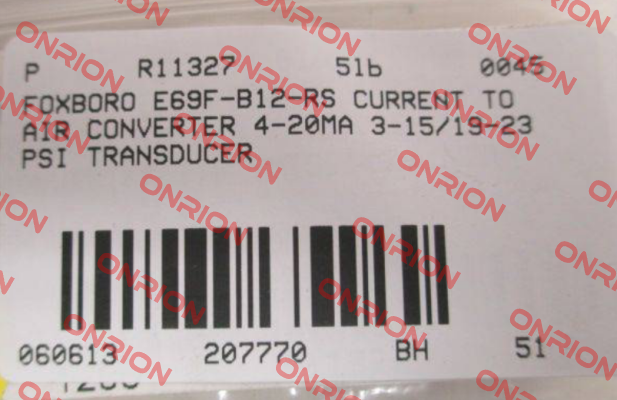 P R11327 51b 0045
FOXBORO E69F-B12-RS CURRENT TO
AIR CONVERTER 4-20MA 3-15/19-23
PSI TRANSDUCER
060613 207770 BH 51
ONRION